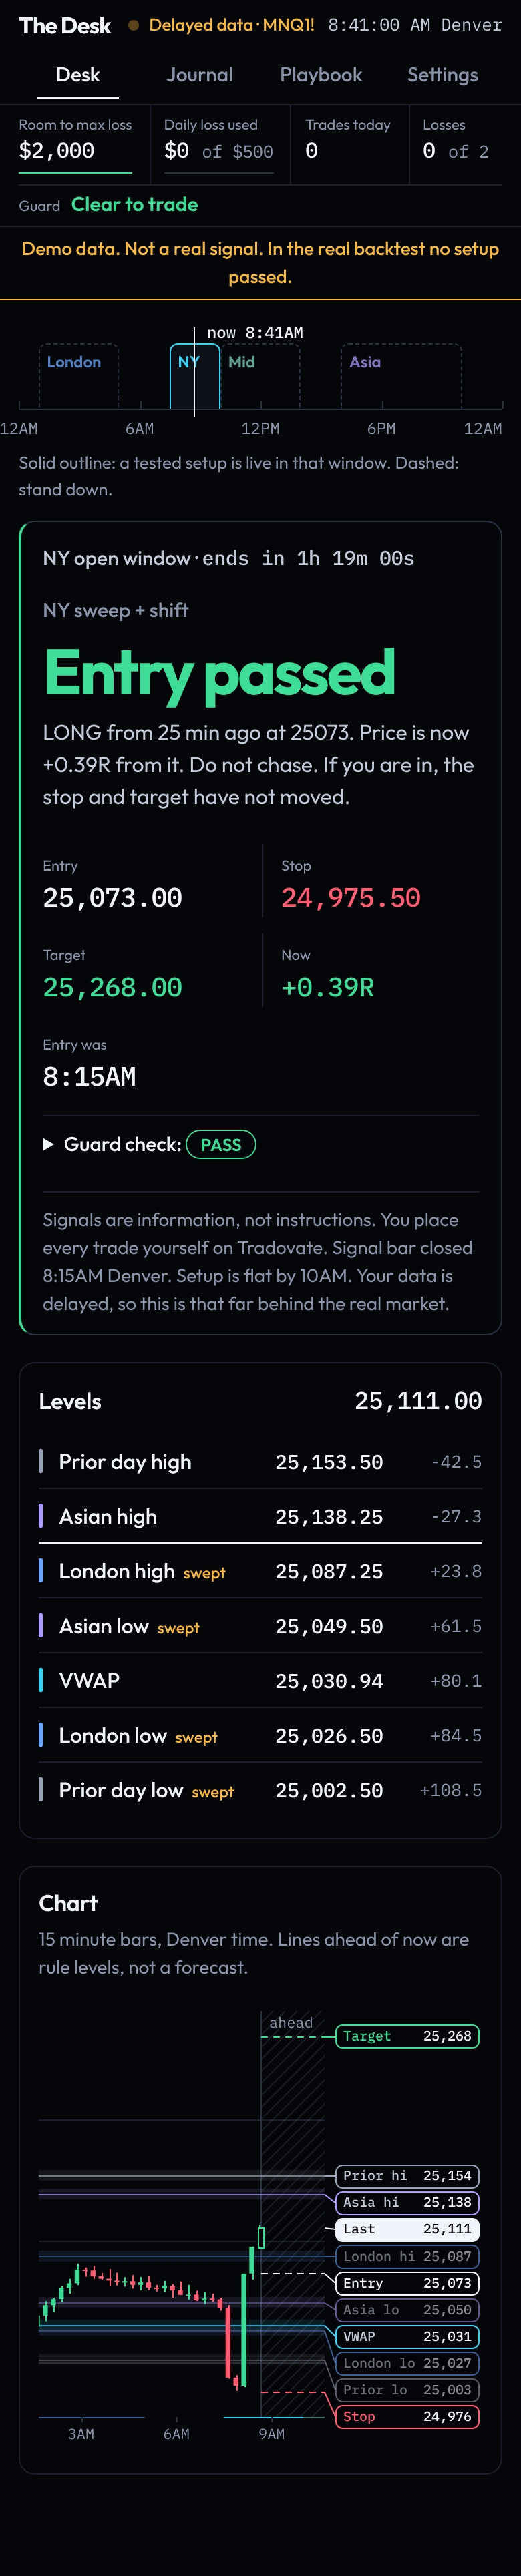 The Desk
Delayed data · MNQ1!
8:41:00 AM Denver
Desk
Journal
Playbook
Settings
Room to max loss
$2,000
Daily loss used
$0 of $500
Trades today
0
Losses
0 of 2
Guard Clear to trade
Demo data. Not a real signal. In the real backtest no setup
passed.
now 8:41AM
London
NY
Mid
Asia
12AM
6AM
12PM
6PM
12AM
Solid outline: a tested setup is live in that window. Dashed:
stand down.
NY open window · ends in 1h 19m 00s
NY sweep + shift
Entry passed
LONG from 25 min ago at 25073. Price is now
+0.39R from it. Do not chase. If you are in, the
stop and target have not moved.
Entry
25,073.00
Stop
24,975.50
Target
25,268.00
Now
+0.39R
Entry was
8:15AM
Guard check: PASS
Signals are information, not instructions. You place
every trade yourself on Tradovate. Signal bar closed
8:15AM Denver. Setup is flat by 10AM. Your data is
delayed, so this is that far behind the real market.
Levels 25,111.00
Prior day high 25,153.50 -42.5
Asian high 25,138.25 -27.3
London high swept 25,087.25 +23.8
Asian low swept 25,049.50 +61.5
VWAP 25,030.94 +80.1
London low swept 25,026.50 +84.5
Prior day low swept 25,002.50 +108.5
Chart
15 minute bars, Denver time. Lines ahead of now are
rule levels, not a forecast.
ahead
Target 25,268
Prior hi 25,154
Asia hi 25,138
Last 25,111
London hi 25,087
Entry 25,073
Asia lo 25,050
VWAP 25,031
London lo 25,027
Prior lo 25,003
Stop 24,976
3AM
6AM
9AM